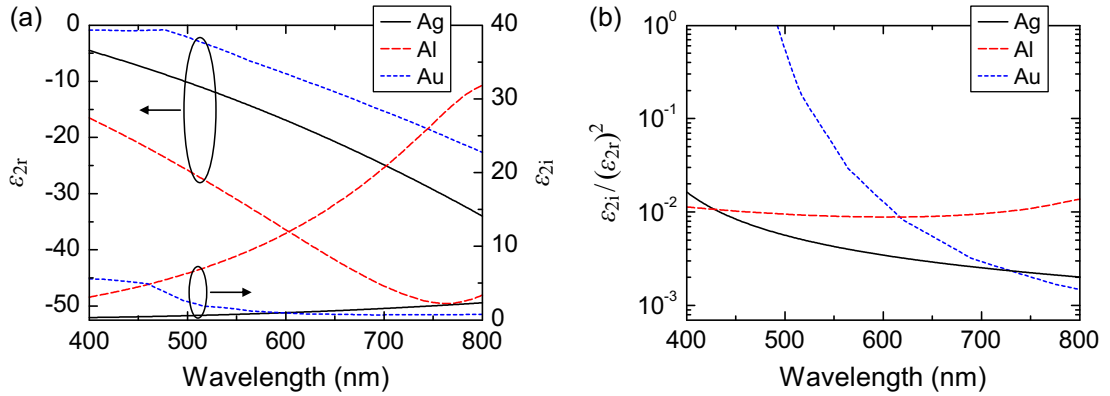 (a)
Ag
Al
Au
0
-10
-20
-30
-40
-50
ε2r
40
30
20
10
0
ε2i
400
500
600
700
800
Wavelength (nm)
(b)
Ag
Al
Au
10^0
10^-1
10^-2
10^-3
ε2i / (ε2r)^2
400
500
600
700
800
Wavelength (nm)